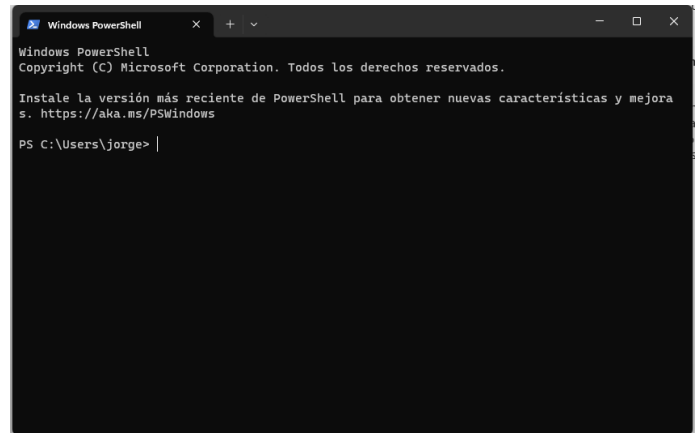 Windows PowerShell
Windows PowerShell
Copyright (C) Microsoft Corporation. Todos los derechos reservados.
Instale la versión más reciente de PowerShell para obtener nuevas características y mejora
s. https://aka.ms/PSWindows
PS C:\Users\jorge>